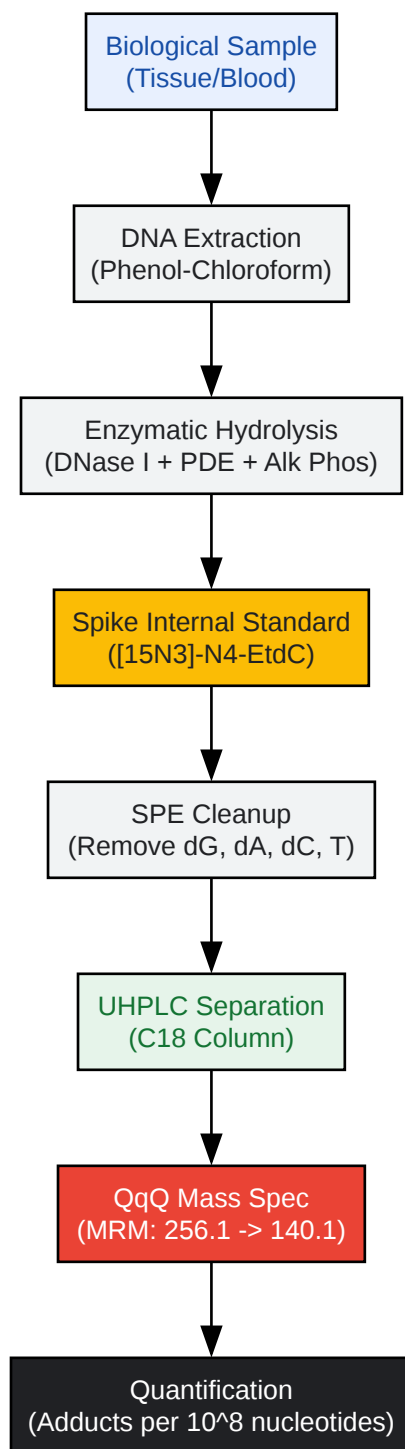 Biological Sample
(Tissue/Blood)
DNA Extraction
(Phenol-Chloroform)
Enzymatic Hydrolysis
(DNase I + PDE + Alk Phos)
Spike Internal Standard
([15N3]-N4-EtdC)
SPE Cleanup
(Remove dG, dA, dC, T)
UHPLC Separation
(C18 Column)
QqQ Mass Spec
(MRM: 256.1 -> 140.1)
Quantification
(Adducts per 10^8 nucleotides)